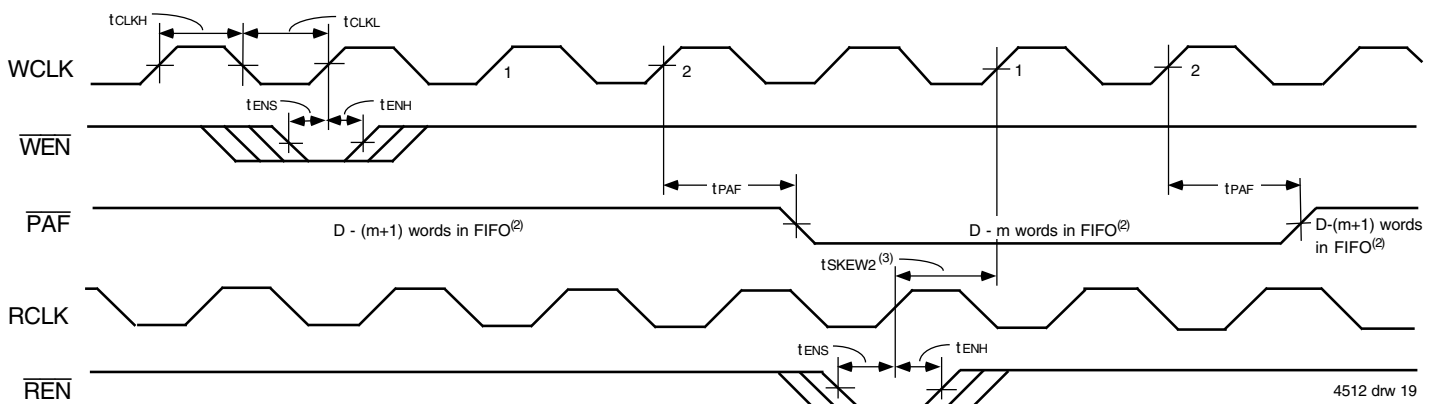 tCLKH
tCLKL
WCLK
1
2
1
2
tENS
tENH
WEN
tPAF
tPAF
PAF
D - (m+1) words in FIFO(2)
D - m words in FIFO(2)
D-(m+1) words
in FIFO(2)
tSKEW2(3)
RCLK
tENS
tENH
REN
4512 drw 19